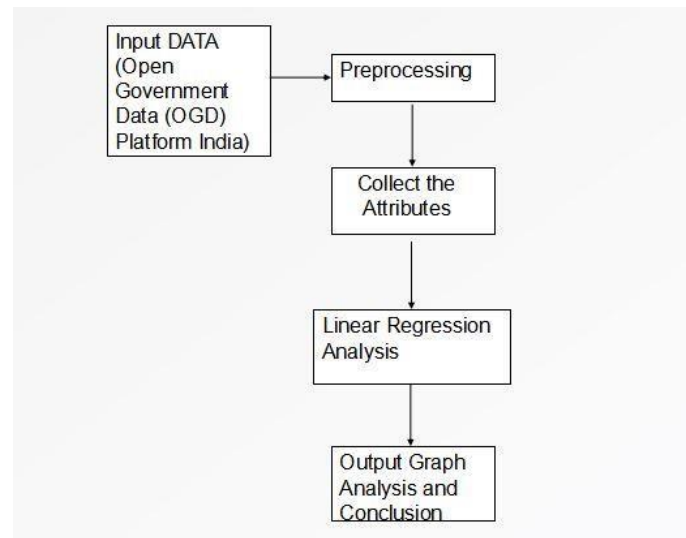 Input DATA
(Open
Government
Data (OGD)
Platform India)
Preprocessing
Collect the
Attributes
Linear Regression
Analysis
Output Graph
Analysis and
Conclusion